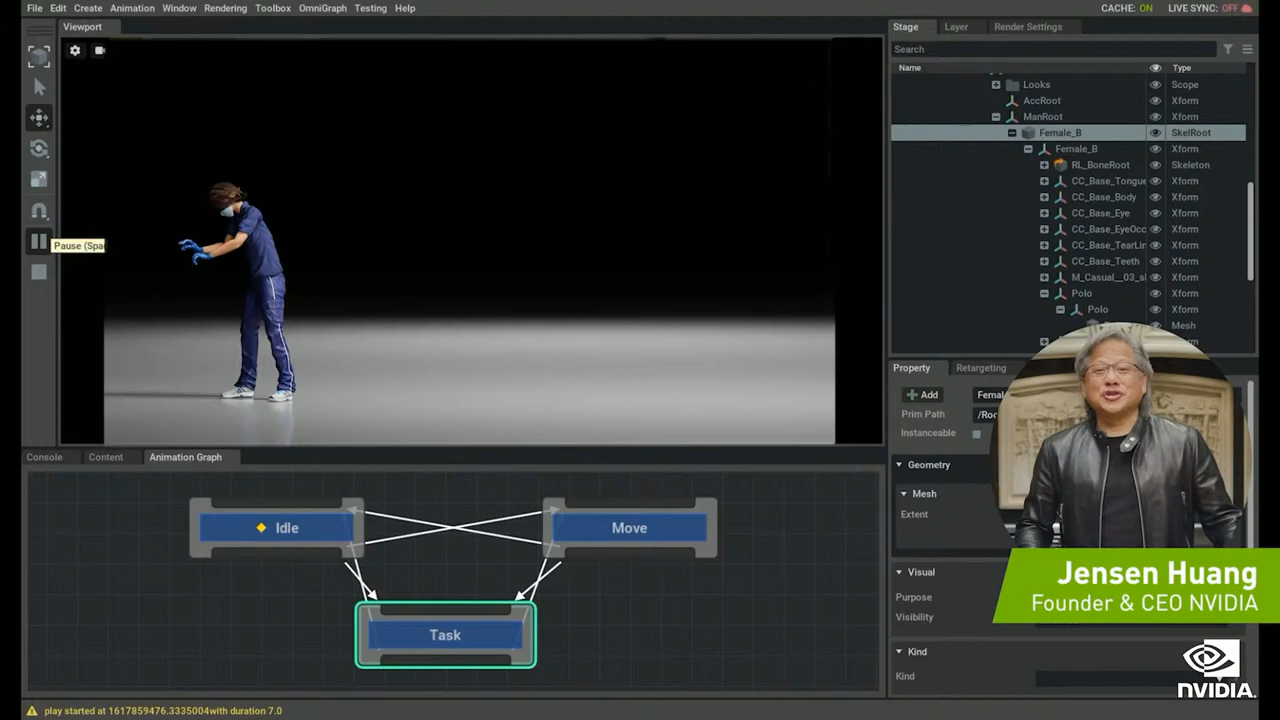 File Edit Create Animation Window Rendering Toolbox OmniGraph Testing Help
CACHE: ON LIVE SYNC: OFF
Viewport
Stage Layer Render Settings
Search
Name Type
Looks Scope
AccRoot Xform
ManRoot Xform
Female_B SkelRoot
Female_B Xform
RL_BoneRoot Skeleton
CC_Base_Tongue Xform
CC_Base_Body Xform
CC_Base_Eye Xform
CC_Base_EyeOcc Xform
CC_Base_TearLin Xform
CC_Base_Teeth Xform
M_Casual__03_s Xform
Polo Xform
Polo Xform
Mesh
Pause (Spa
Property Retargeting
Add Femal
Prim Path /Roo
Instanceable
Geometry
Mesh
Extent
Visual
Purpose
Visibility
Kind
Kind
Console Content Animation Graph
Idle Move
Task
Jensen Huang
Founder & CEO NVIDIA
NVIDIA.
play started at 1617859476.3335004with duration 7.0